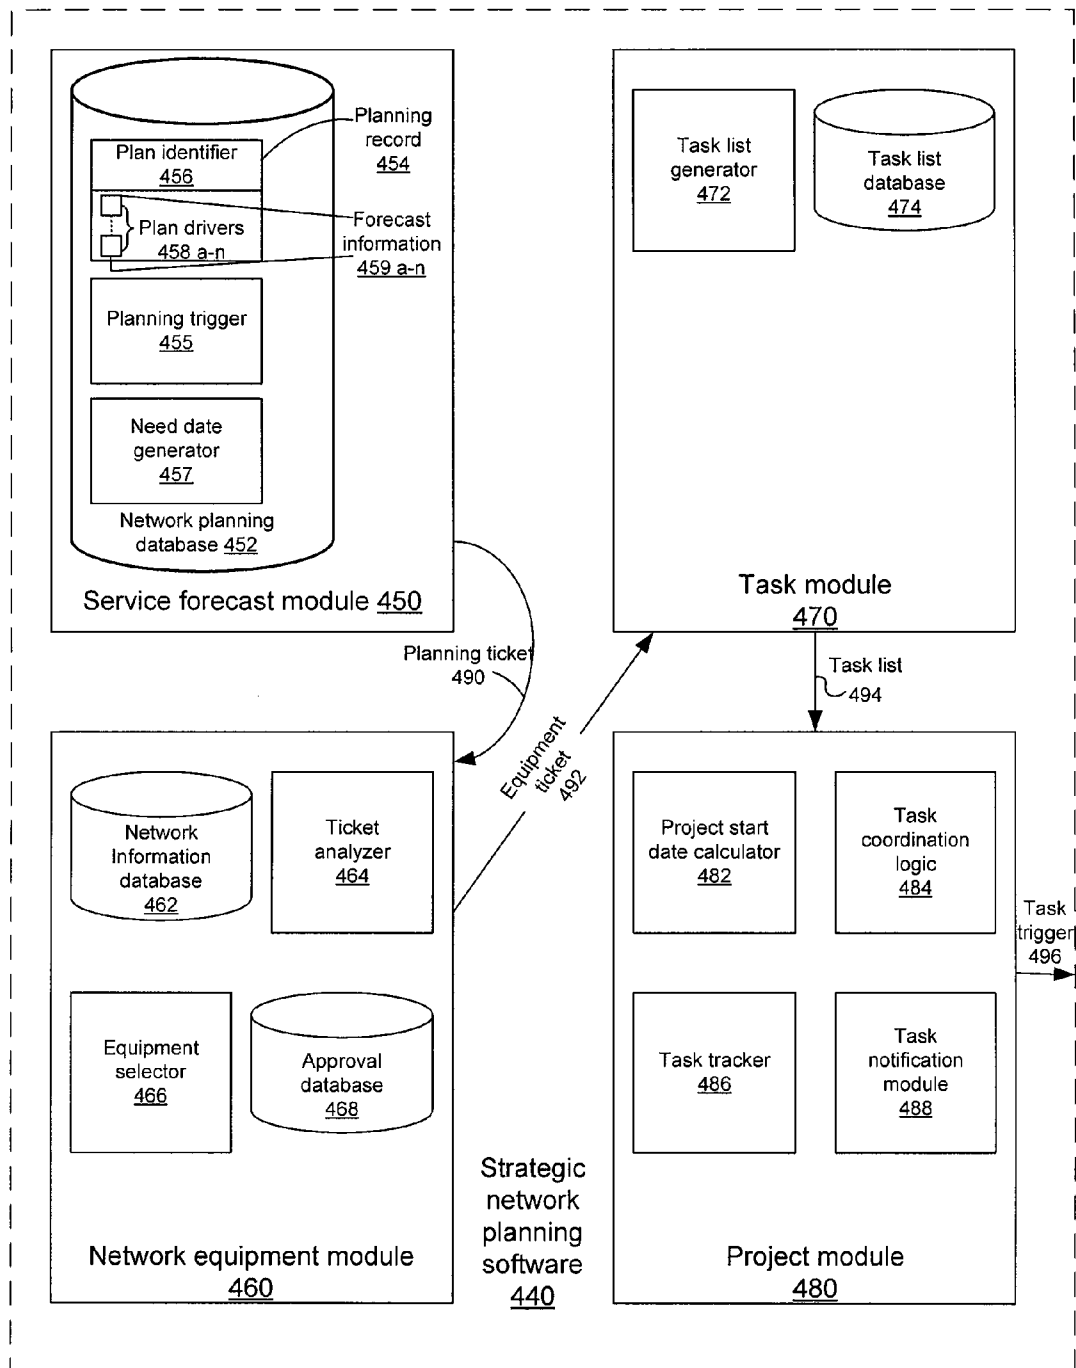 Plan identifier
456
Planning
record
454
Plan drivers
458 a-n
Forecast
information
459 a-n
Planning trigger
455
Need date
generator
457
Network planning
database 452
Service forecast module 450
Task list
generator
472
Task list
database
474
Task module
470
Planning ticket
490
Equipment
ticket
492
Task list
494
Network
Information
database
462
Ticket
analyzer
464
Equipment
selector
466
Approval
database
468
Network equipment module
460
Strategic
network
planning
software
440
Project start
date calculator
482
Task
coordination
logic
484
Task tracker
486
Task
notification
module
488
Project module
480
Task
trigger
496